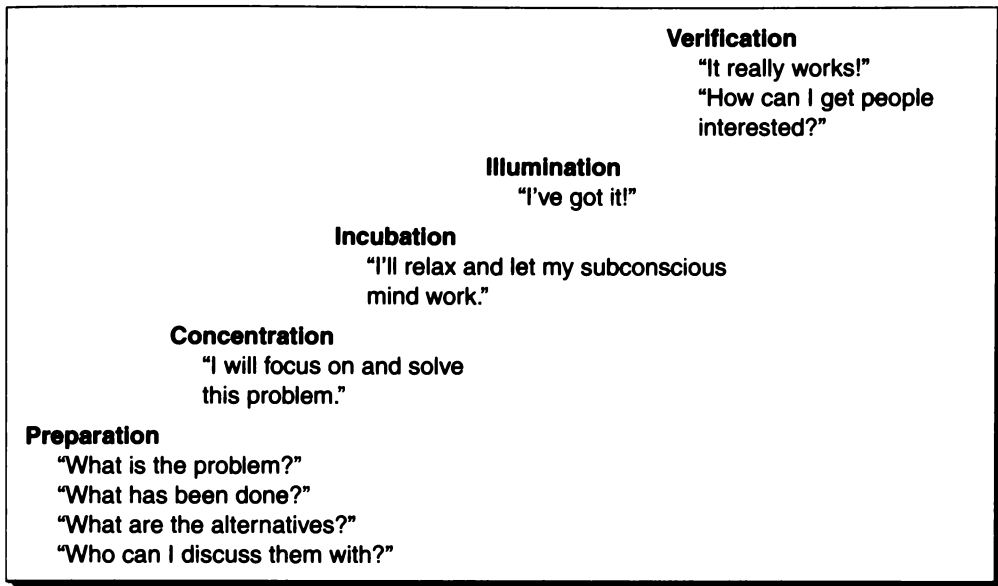 Verification
“It really works!”
“How can I get people
interested?”
Illumination
“I’ve got it!”
Incubation
“I’ll relax and let my subconscious
mind work.”
Concentration
“I will focus on and solve
this problem.”
Preparation
“What is the problem?”
“What has been done?”
“What are the alternatives?”
“Who can I discuss them with?”